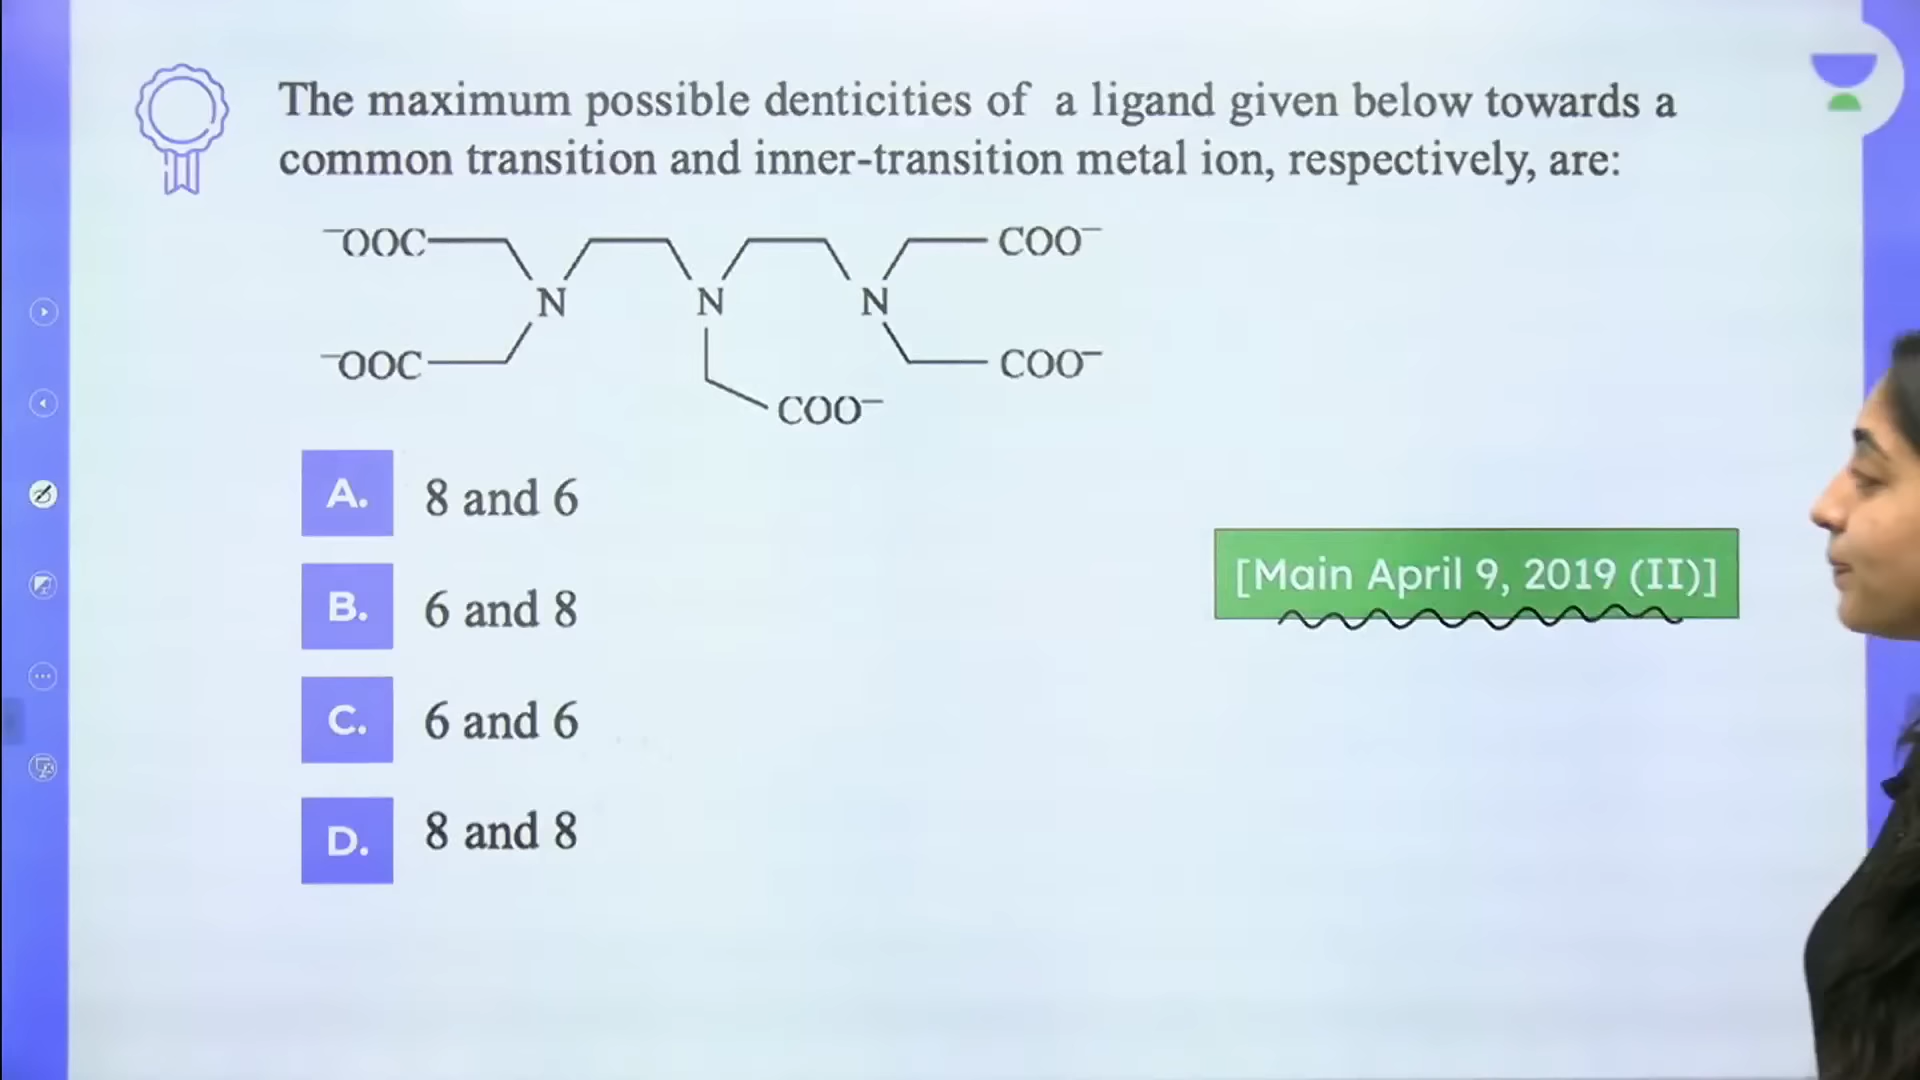 The maximum possible denticities of a ligand given below towards a
common transition and inner-transition metal ion, respectively, are:
⁻OOC COO⁻
N N N
⁻OOC COO⁻
COO⁻
A. 8 and 6
B. 6 and 8
[Main April 9, 2019 (II)]
C. 6 and 6
D. 8 and 8